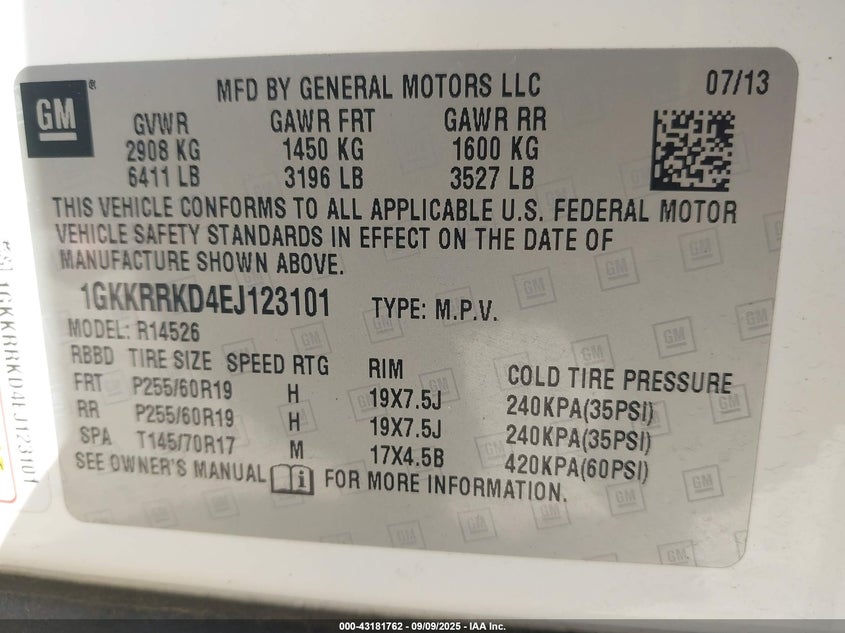 GM ®
MFD BY GENERAL MOTORS LLC 07/13
GVWR GAWR FRT GAWR RR
2908 KG 1450 KG 1600 KG
6411 LB 3196 LB 3527 LB
THIS VEHICLE CONFORMS TO ALL APPLICABLE U.S. FEDERAL MOTOR
VEHICLE SAFETY STANDARDS IN EFFECT ON THE DATE OF
MANUFACTURE SHOWN ABOVE.
1GKKRRKD4EJ123101 TYPE: M.P.V.
MODEL: R14526
RBBD TIRE SIZE SPEED RTG RIM COLD TIRE PRESSURE
FRT P255/60R19 H 19X7.5J 240KPA(35PSI)
RR P255/60R19 H 19X7.5J 240KPA(35PSI)
SPA T145/70R17 M 17X4.5B 420KPA(60PSI)
SEE OWNER'S MANUAL FOR MORE INFORMATION.
1GKKRRKD4EJ123101
000-43181762 - 09/09/2025 - IAA Inc.